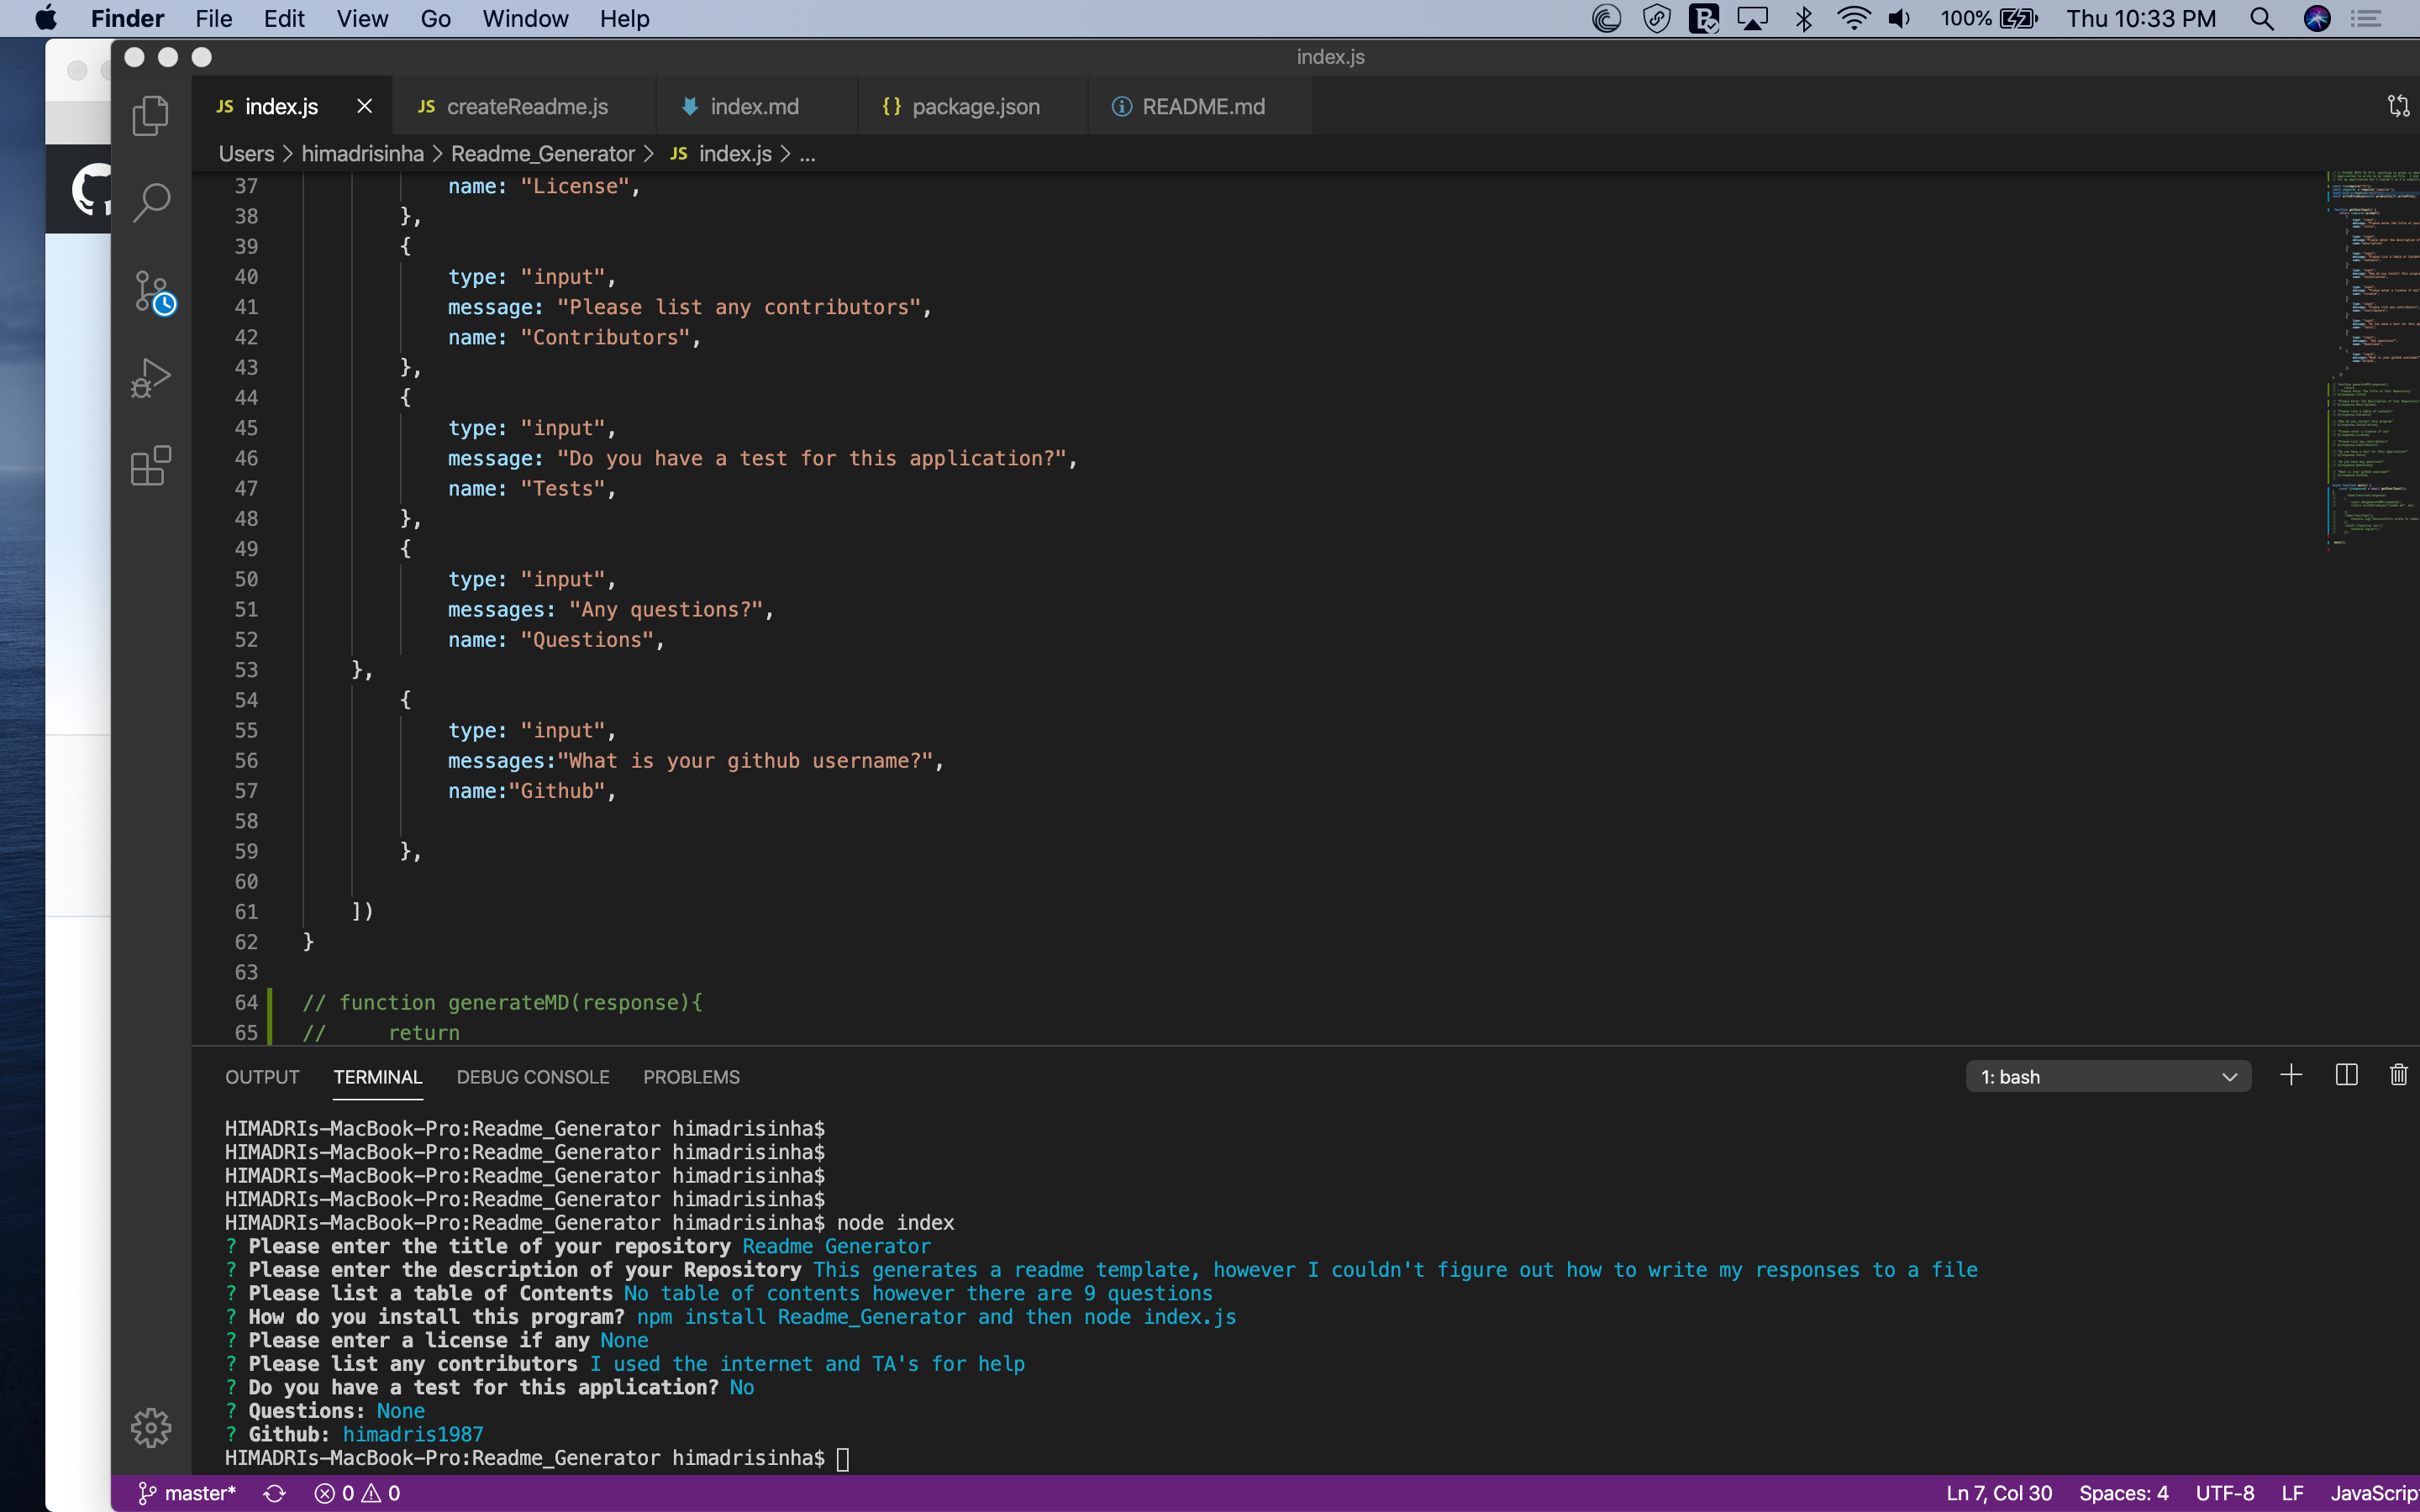 Finder File Edit View Go Window Help 100% Thu 10:33 PM
index.js
JS index.js JS createReadme.js index.md {} package.json README.md
Users > himadrisinha > Readme_Generator > JS index.js > ...
37 name: "License",
38 },
39 {
40 type: "input",
41 message: "Please list any contributors",
42 name: "Contributors",
43 },
44 {
45 type: "input",
46 message: "Do you have a test for this application?",
47 name: "Tests",
48 },
49 {
50 type: "input",
51 messages: "Any questions?",
52 name: "Questions",
53 },
54 {
55 type: "input",
56 messages:"What is your github username?",
57 name:"Github",
58
59 },
60
61 ])
62 }
63
64 // function generateMD(response){
65 // return
OUTPUT TERMINAL DEBUG CONSOLE PROBLEMS 1: bash
HIMADRIs-MacBook-Pro:Readme_Generator himadrisinha$
HIMADRIs-MacBook-Pro:Readme_Generator himadrisinha$
HIMADRIs-MacBook-Pro:Readme_Generator himadrisinha$
HIMADRIs-MacBook-Pro:Readme_Generator himadrisinha$
HIMADRIs-MacBook-Pro:Readme_Generator himadrisinha$ node index
? Please enter the title of your repository Readme Generator
? Please enter the description of your Repository This generates a readme template, however I couldn't figure out how to write my responses to a file
? Please list a table of Contents No table of contents however there are 9 questions
? How do you install this program? npm install Readme_Generator and then node index.js
? Please enter a license if any None
? Please list any contributors I used the internet and TA's for help
? Do you have a test for this application? No
? Questions: None
? Github: himadris1987
HIMADRIs-MacBook-Pro:Readme_Generator himadrisinha$
master* 0 0 Ln 7, Col 30 Spaces: 4 UTF-8 LF JavaScrip